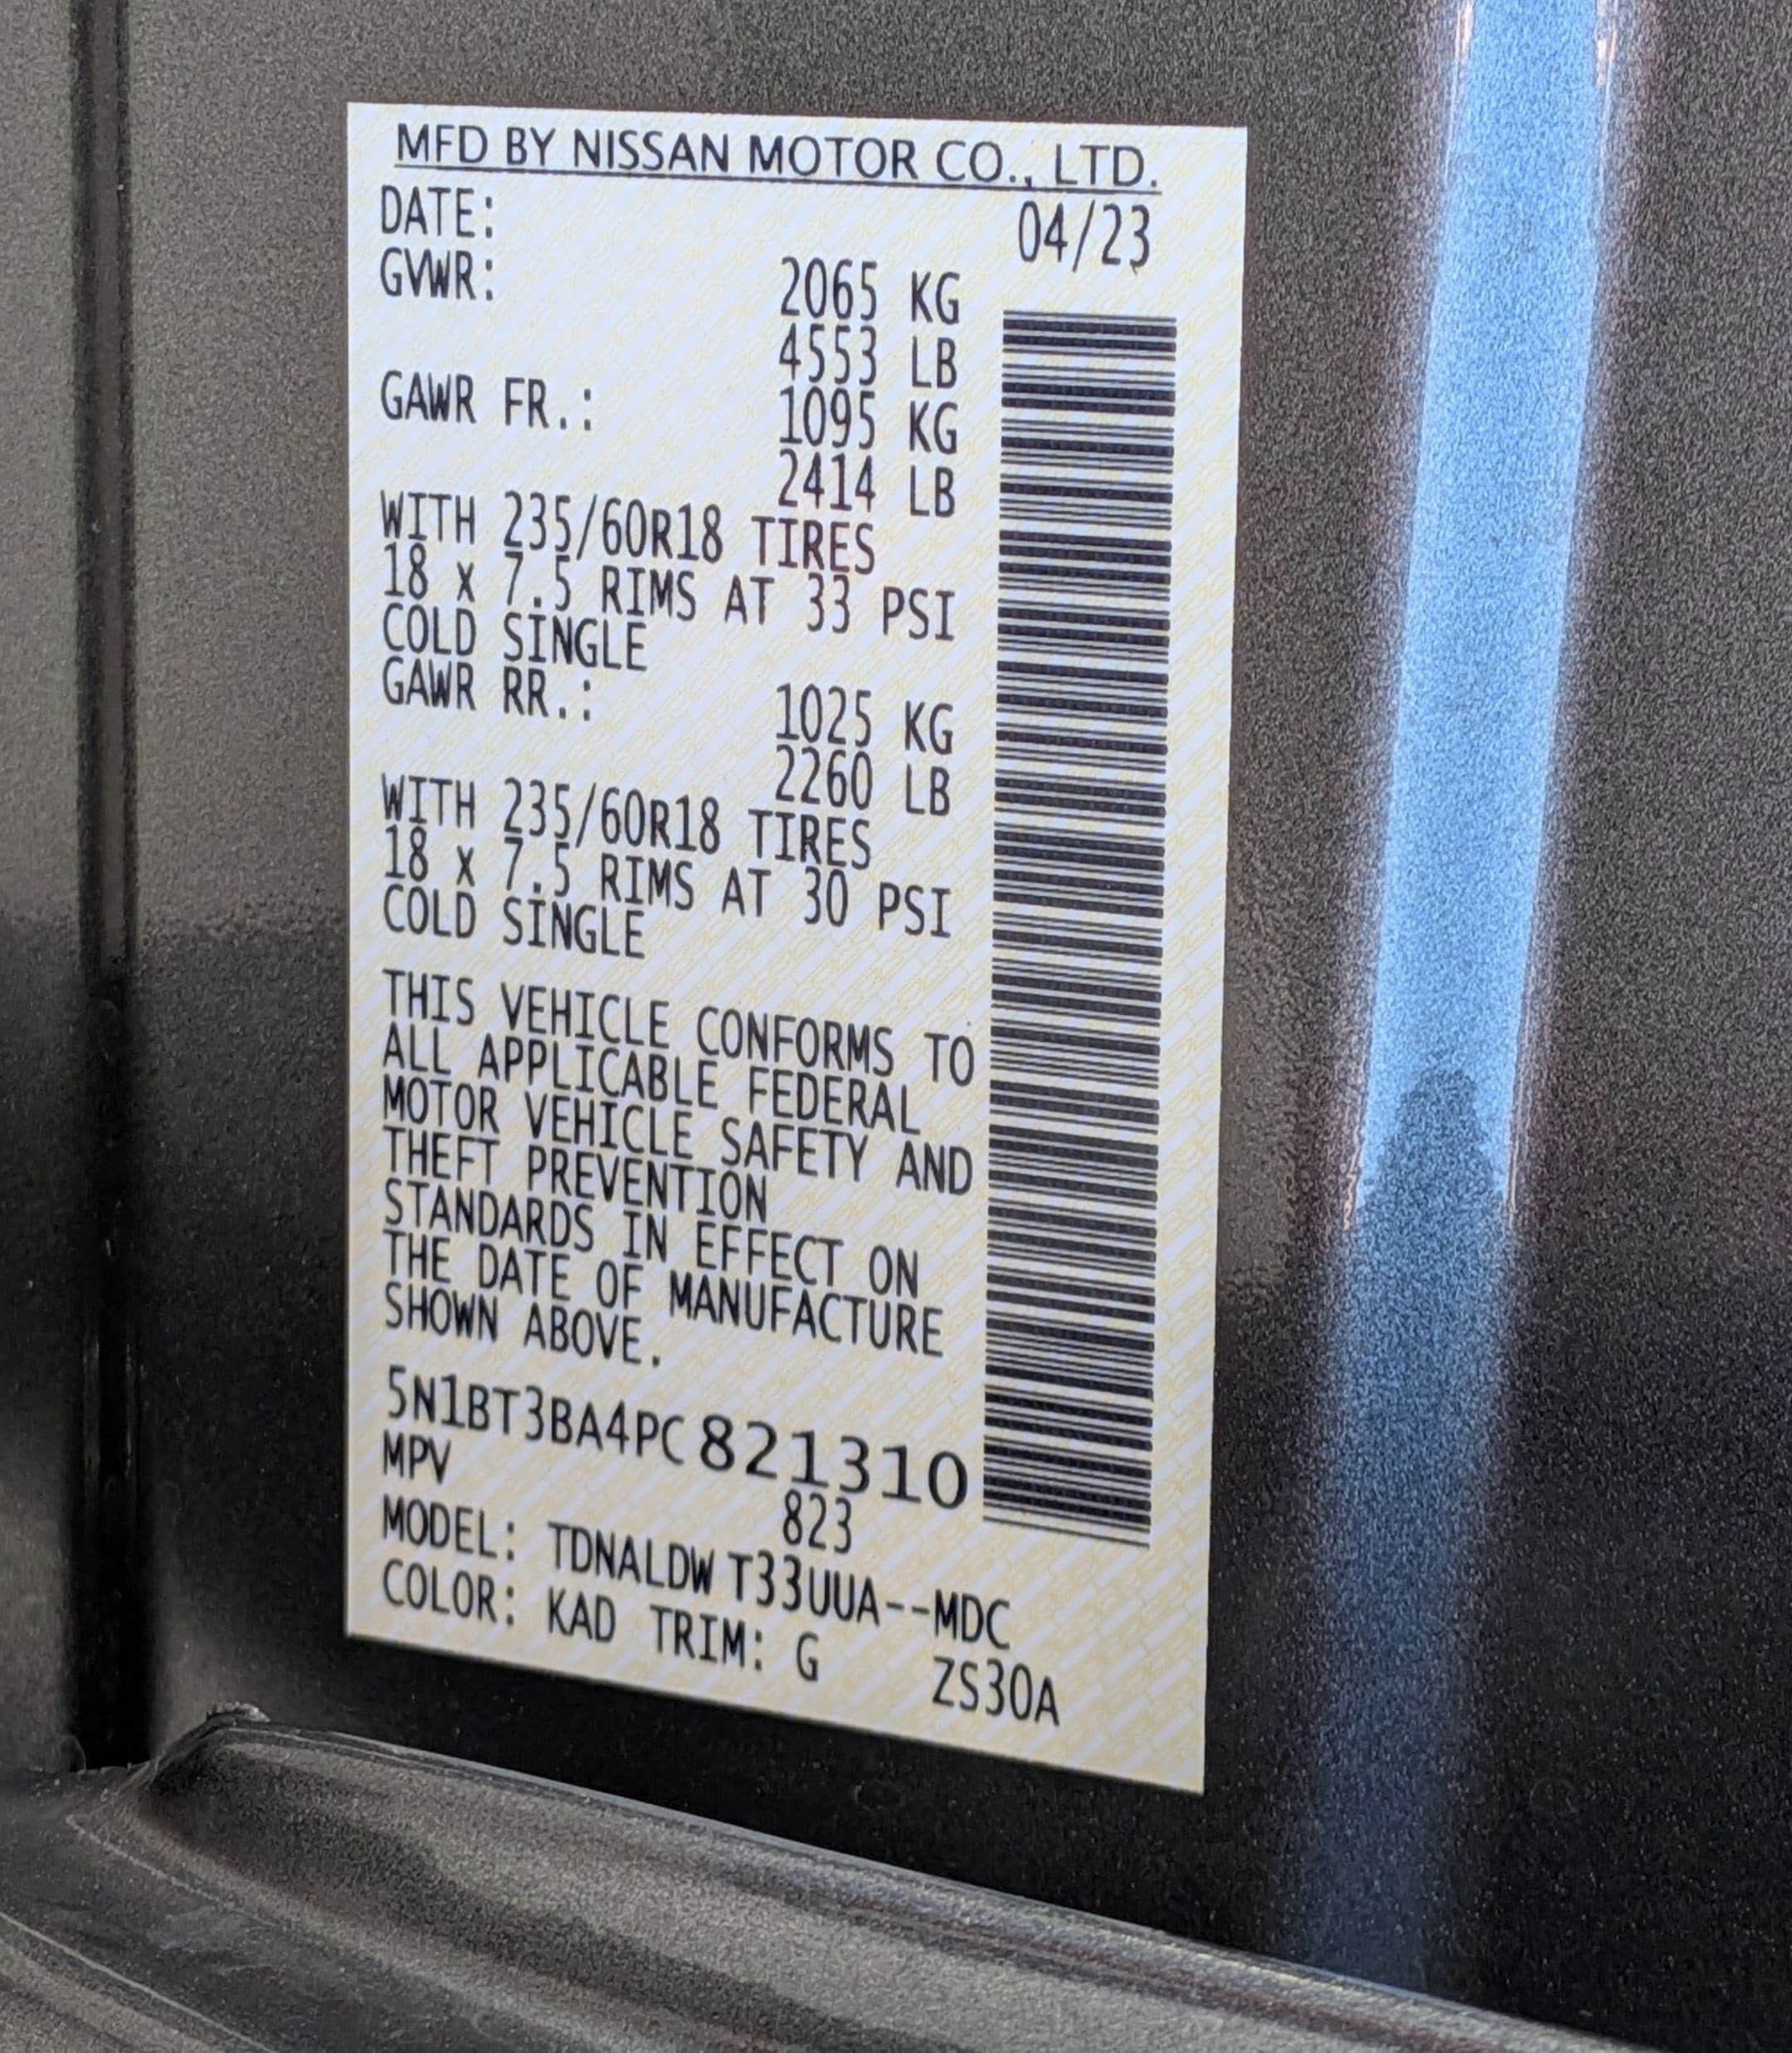 MFD BY NISSAN MOTOR CO., LTD.
DATE: 04/23
GVWR: 2065 KG
4553 LB
GAWR FR.: 1095 KG
2414 LB
WITH 235/60R18 TIRES
18 x 7.5 RIMS AT 33 PSI
COLD SINGLE
GAWR RR.: 1025 KG
2260 LB
WITH 235/60R18 TIRES
18 x 7.5 RIMS AT 30 PSI
COLD SINGLE
THIS VEHICLE CONFORMS TO
ALL APPLICABLE FEDERAL
MOTOR VEHICLE SAFETY AND
THEFT PREVENTION
STANDARDS IN EFFECT ON
THE DATE OF MANUFACTURE
SHOWN ABOVE.
5N1BT3BA4PC821310
MPV 823
MODEL: TDNALDW T33UUA--MDC
COLOR: KAD TRIM: G ZS30A